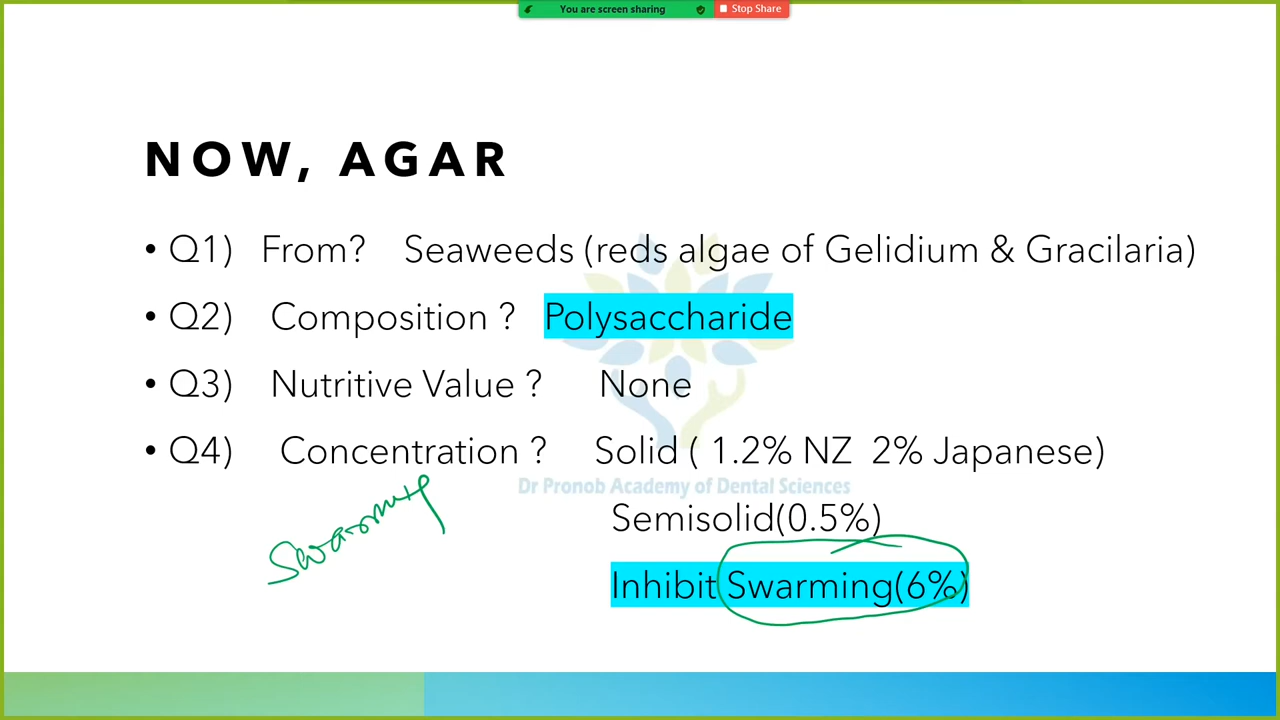 You are screen sharing Stop Share
NOW, AGAR
• Q1) From? Seaweeds (reds algae of Gelidium & Gracilaria)
• Q2) Composition ? Polysaccharide
• Q3) Nutritive Value ? None
• Q4) Concentration ? Solid ( 1.2% NZ 2% Japanese)
Dr Pronob Academy of Dental Sciences
Swarming
Semisolid(0.5%)
Inhibit Swarming(6%)